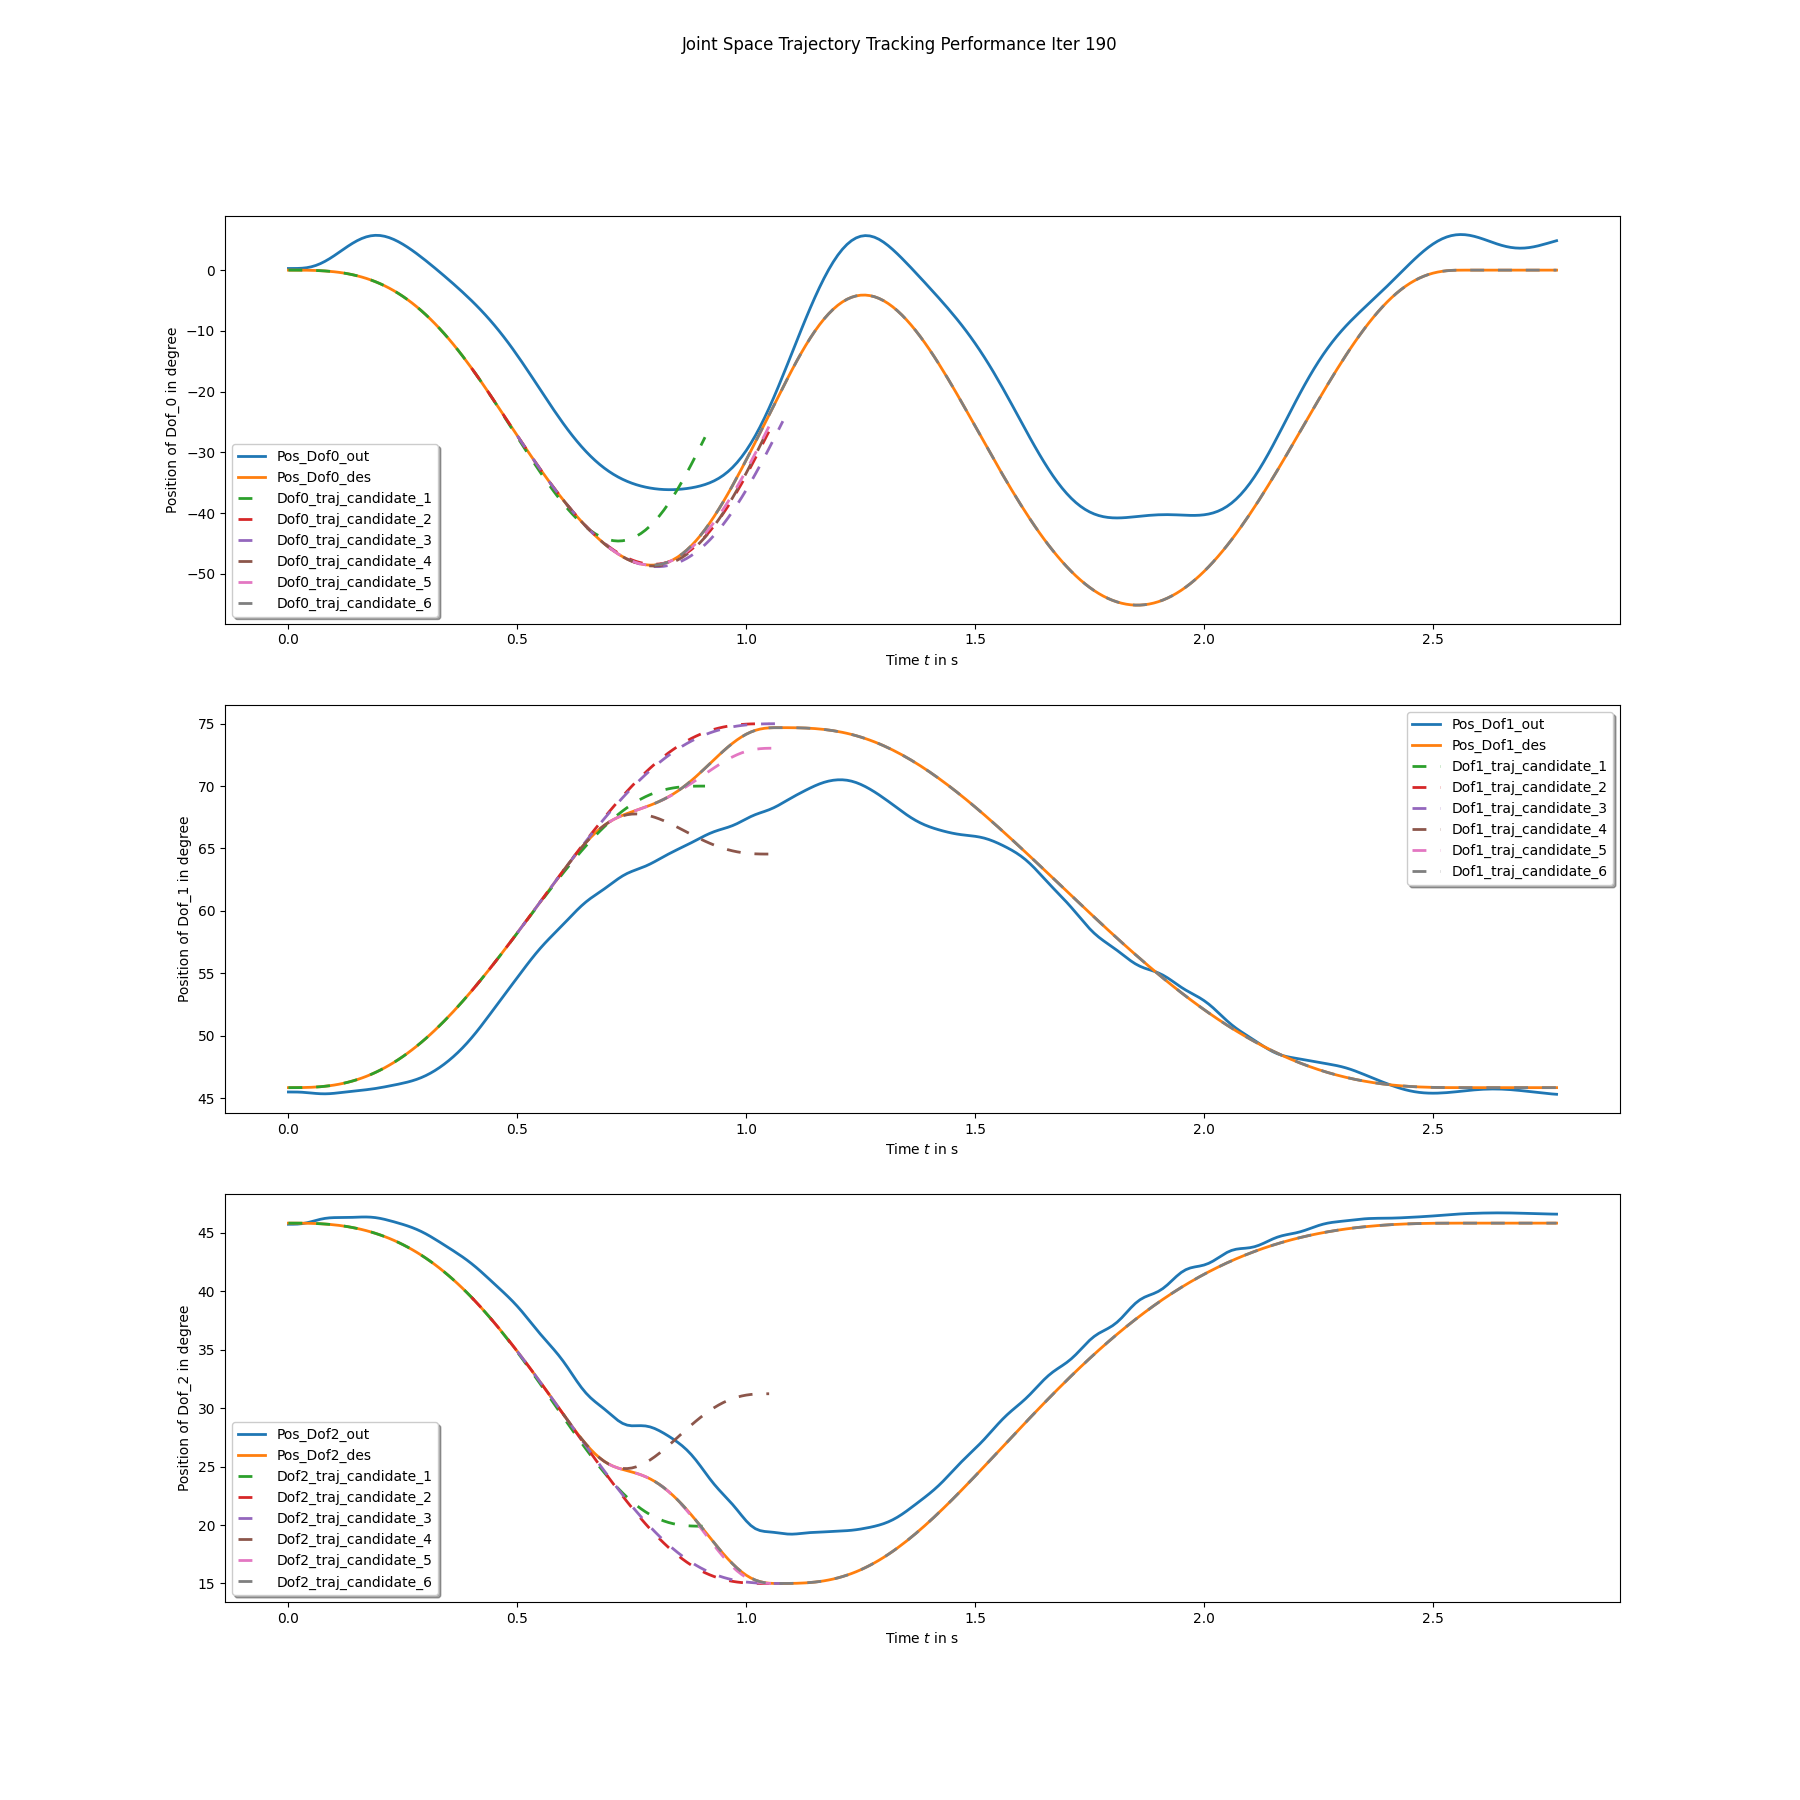 Joint Space Trajectory Tracking Performance Iter 190
Position of Dof_0 in degree
0
−10
−20
−30
−40
−50
Pos_Dof0_out
Pos_Dof0_des
Dof0_traj_candidate_1
Dof0_traj_candidate_2
Dof0_traj_candidate_3
Dof0_traj_candidate_4
Dof0_traj_candidate_5
Dof0_traj_candidate_6
0.0 0.5 1.0 1.5 2.0 2.5
Time t in s
Position of Dof_1 in degree
75
70
65
60
55
50
45
Pos_Dof1_out
Pos_Dof1_des
Dof1_traj_candidate_1
Dof1_traj_candidate_2
Dof1_traj_candidate_3
Dof1_traj_candidate_4
Dof1_traj_candidate_5
Dof1_traj_candidate_6
0.0 0.5 1.0 1.5 2.0 2.5
Time t in s
Position of Dof_2 in degree
45
40
35
30
25
20
15
Pos_Dof2_out
Pos_Dof2_des
Dof2_traj_candidate_1
Dof2_traj_candidate_2
Dof2_traj_candidate_3
Dof2_traj_candidate_4
Dof2_traj_candidate_5
Dof2_traj_candidate_6
0.0 0.5 1.0 1.5 2.0 2.5
Time t in s